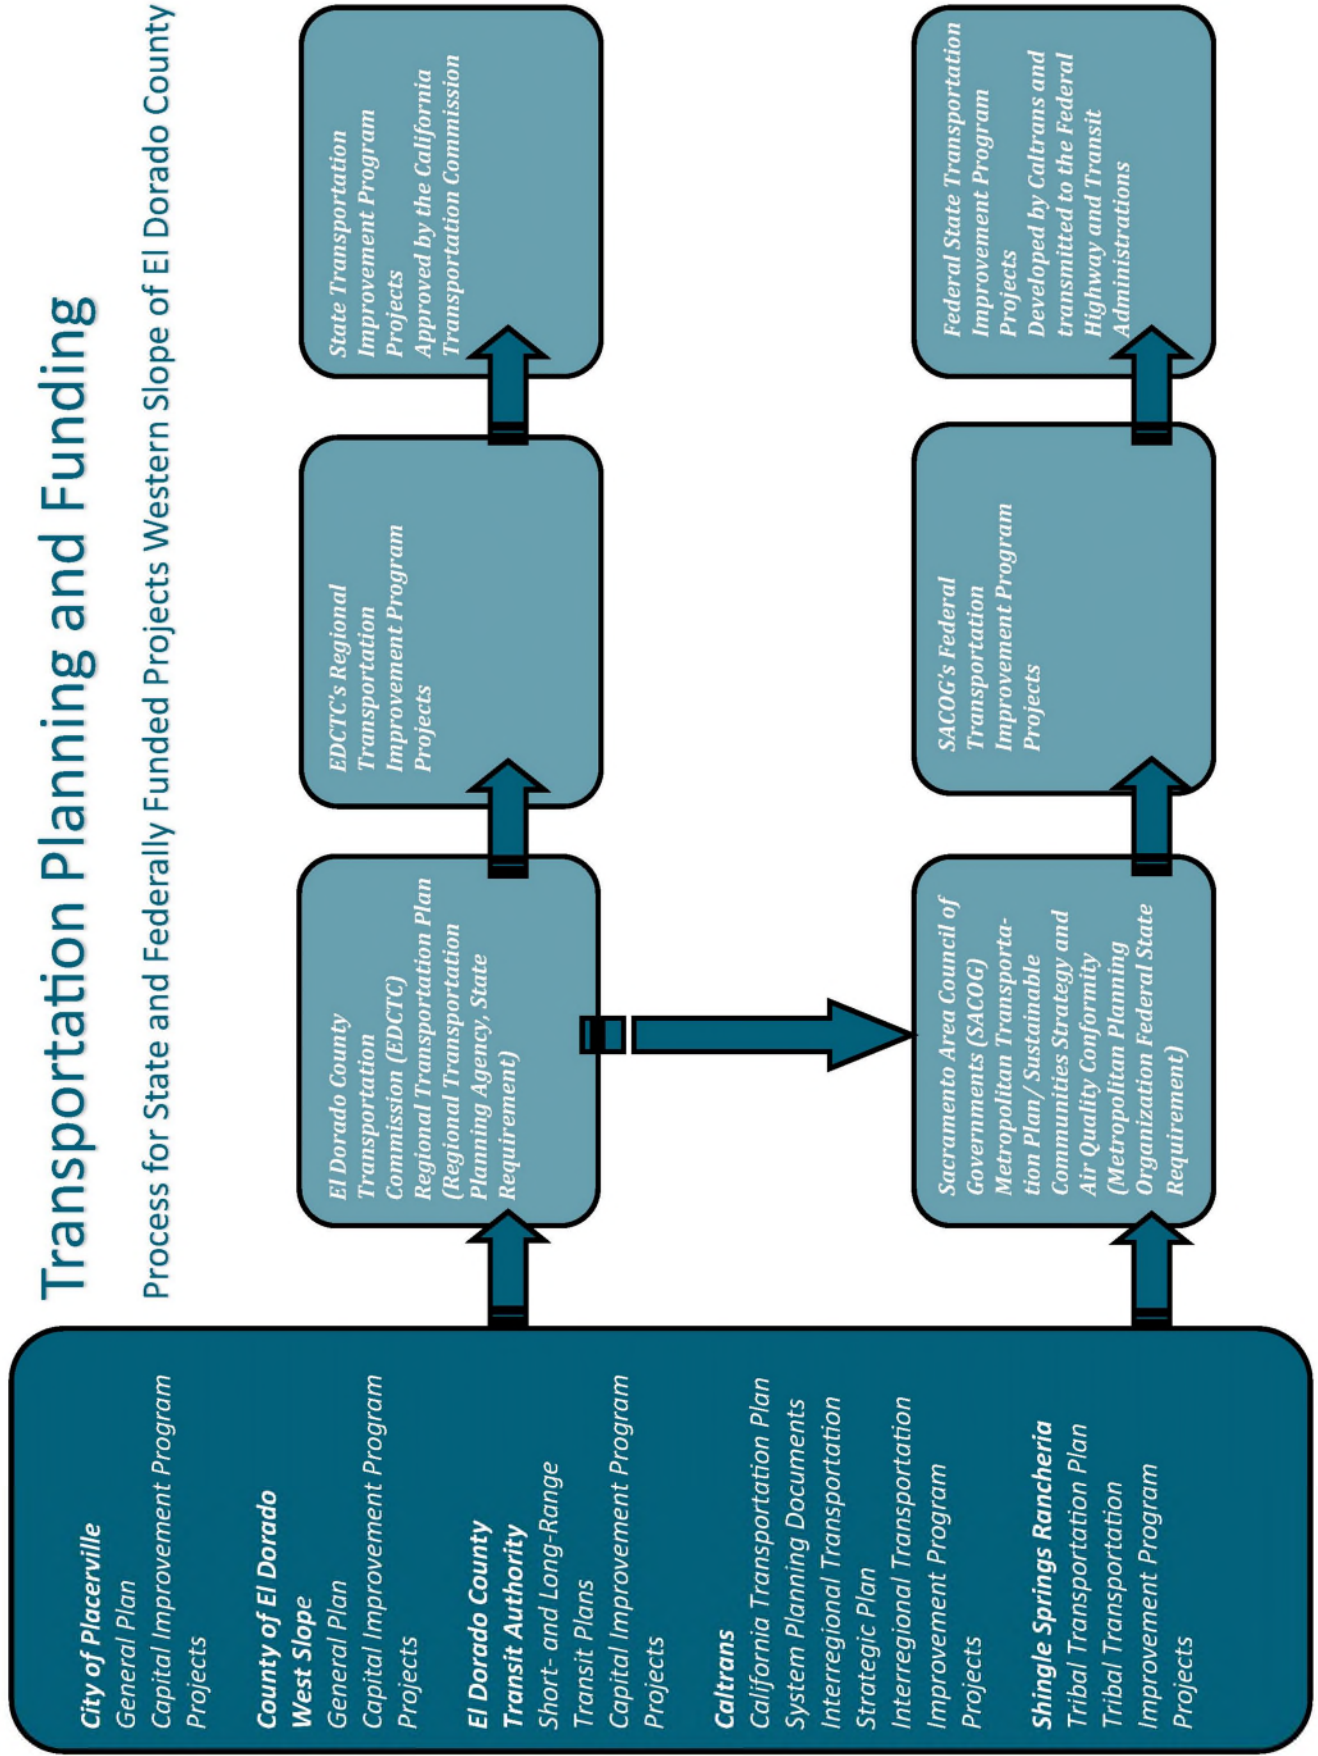 Transportation Planning and Funding
Process for State and Federally Funded Projects Western Slope of El Dorado County
City of Placerville
General Plan
Capital Improvement Program
Projects
County of El Dorado
West Slope
General Plan
Capital Improvement Program
Projects
El Dorado County
Transit Authority
Short- and Long-Range
Transit Plans
Capital Improvement Program
Projects
Caltrans
California Transportation Plan
System Planning Documents
Interregional Transportation
Strategic Plan
Interregional Transportation
Improvement Program
Projects
Shingle Springs Rancheria
Tribal Transportation Plan
Tribal Transportation
Improvement Program
Projects
El Dorado County
Transportation
Commission (EDCTC)
Regional Transportation Plan
(Regional Transportation
Planning Agency, State
Requirement)
EDCTC's Regional
Transportation
Improvement Program
Projects
State Transportation
Improvement Program
Projects
Approved by the California
Transportation Commission
Sacramento Area Council of
Governments (SACOG)
Metropolitan Transporta-
tion Plan/ Sustainable
Communities Strategy and
Air Quality Conformity
(Metropolitan Planning
Organization Federal State
Requirement)
SACOG's Federal
Transportation
Improvement Program
Projects
Federal State Transportation
Improvement Program
Projects
Developed by Caltrans and
transmitted to the Federal
Highway and Transit
Administrations